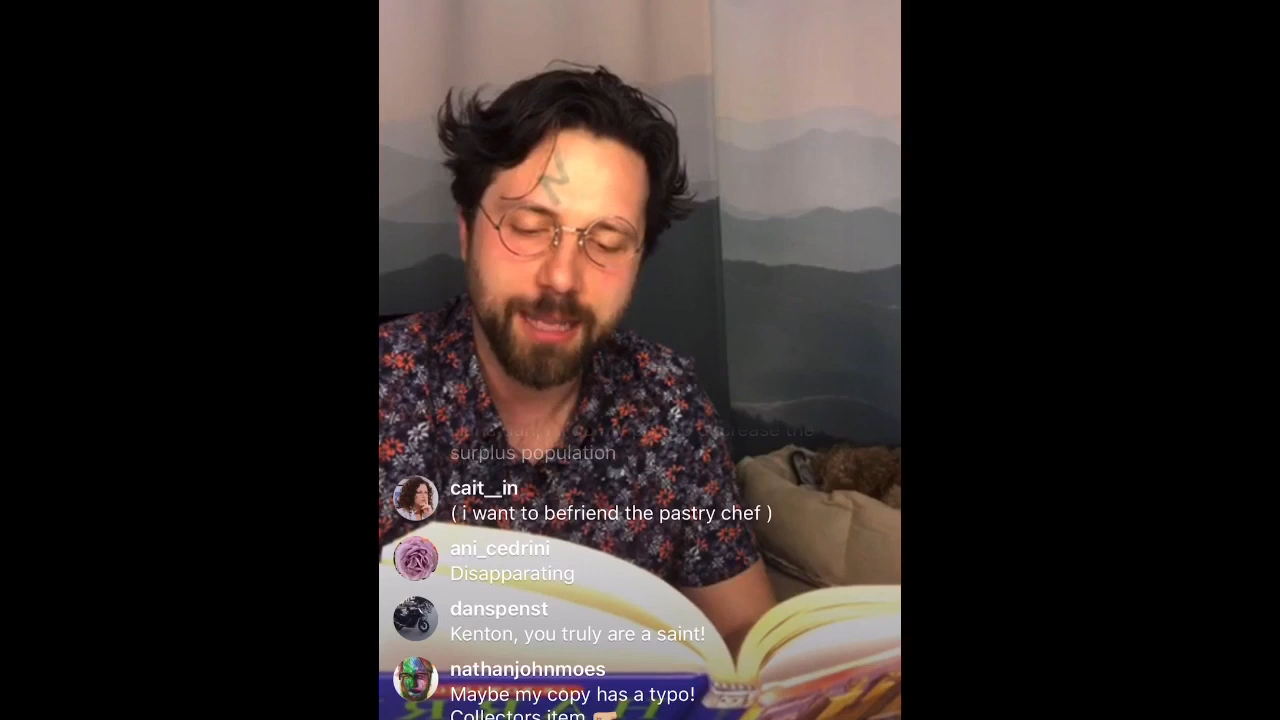 surplus population
cait__in
( i want to befriend the pastry chef )
ani_cedrini
Disapparating
danspenst
Kenton, you truly are a saint!
nathanjohnmoes
Maybe my copy has a typo!
Collectors item